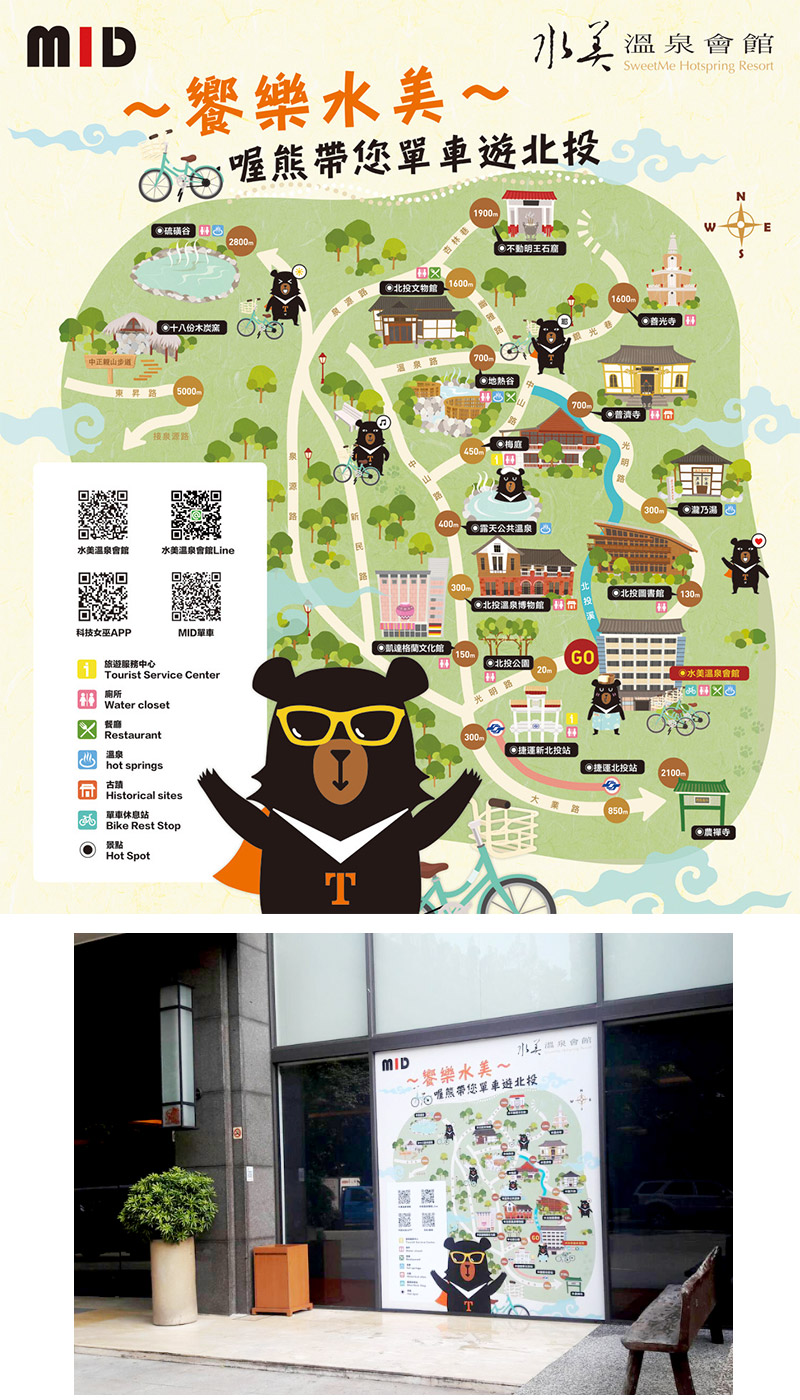 MID
水美 溫泉會館
SweetMe Hotspring Resort
~饗樂水美~
喔熊帶您單車遊北投
N
W E
S
硫磺谷
2800m
1900m
不動明王石窟
杏林巷
北投文物館
1600m
泉源路
幽雅路
1600m
善光寺
銀光巷
十八份木炭窯
中正親山步道
東昇路
5000m
接泉源路
溫泉路
700m
地熱谷
中山路
700m
普濟寺
450m
梅庭
光明路
泉源路
中山路
新民路
300m
瀧乃湯
400m
露天公共溫泉
300m
北投溫泉博物館
北投溪
北投圖書館
130m
凱達格蘭文化館
150m
北投公園
20m
GO
水美溫泉會館
光明路
300m
捷運新北投站
捷運北投站
2100m
大業路
850m
農禪寺
水美溫泉會館
水美溫泉會館Line
科技女巫APP
MID單車
旅遊服務中心
Tourist Service Center
廁所
Water closet
餐廳
Restaurant
溫泉
hot springs
古蹟
Historical sites
單車休息站
Bike Rest Stop
景點
Hot Spot
T
MID
水美 溫泉會館
~饗樂水美~
喔熊帶您單車遊北投
GO
T